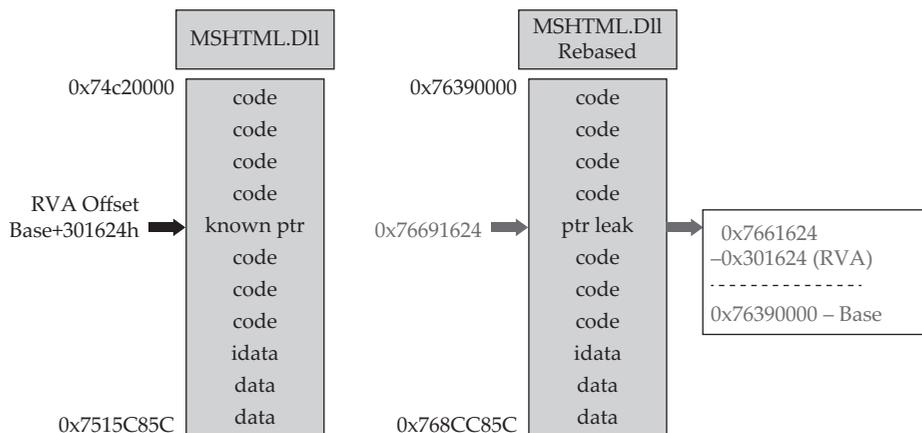 MSHTML.Dll
0x74c20000
code
code
code
code
RVA Offset
Base+301624h
known ptr
code
code
code
idata
data
data
0x7515C85C
MSHTML.Dll
Rebased
0x76390000
code
code
code
code
0x76691624
ptr leak
code
code
code
idata
data
data
0x768CC85C
0x7661624
–0x301624 (RVA)
0x76390000 – Base